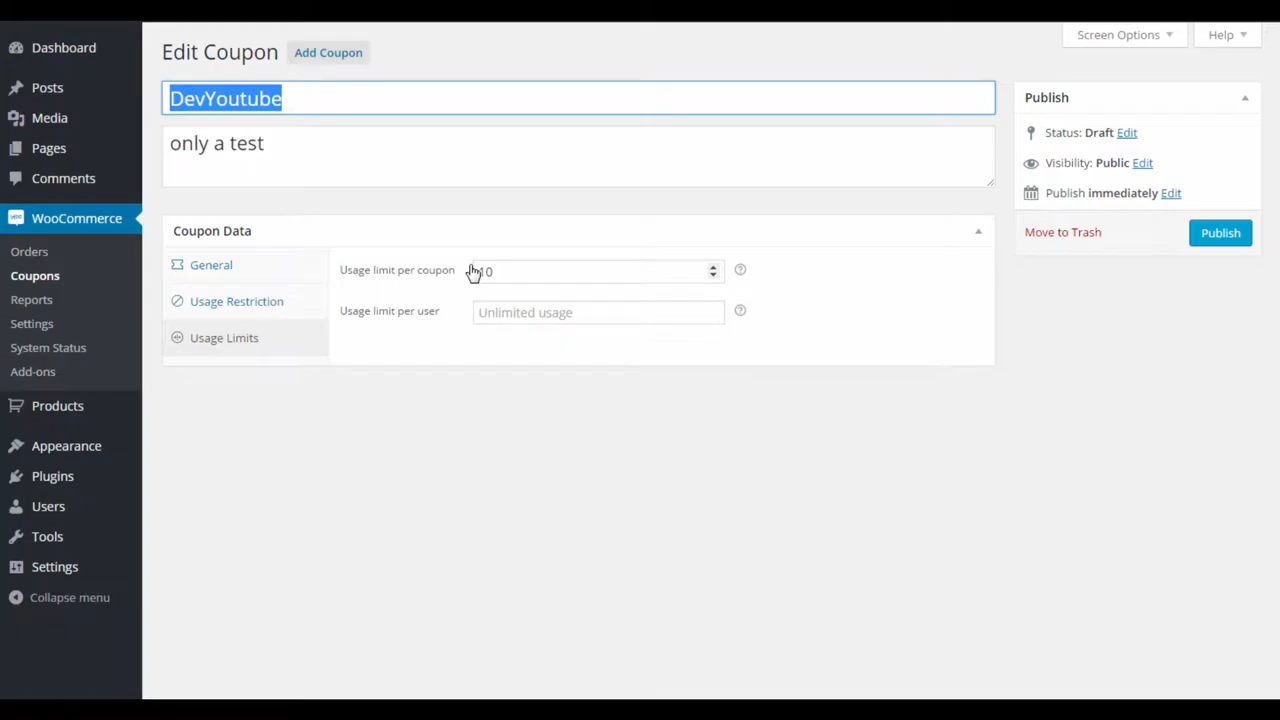 Dashboard
Posts
Media
Pages
Comments
WooCommerce
Orders
Coupons
Reports
Settings
System Status
Add-ons
Products
Appearance
Plugins
Users
Tools
Settings
Collapse menu
Screen Options
Help
Edit Coupon Add Coupon
DevYoutube
only a test
Coupon Data
General
Usage Restriction
Usage Limits
Usage limit per coupon 10
Usage limit per user Unlimited usage
Publish
Status: Draft Edit
Visibility: Public Edit
Publish immediately Edit
Move to Trash Publish